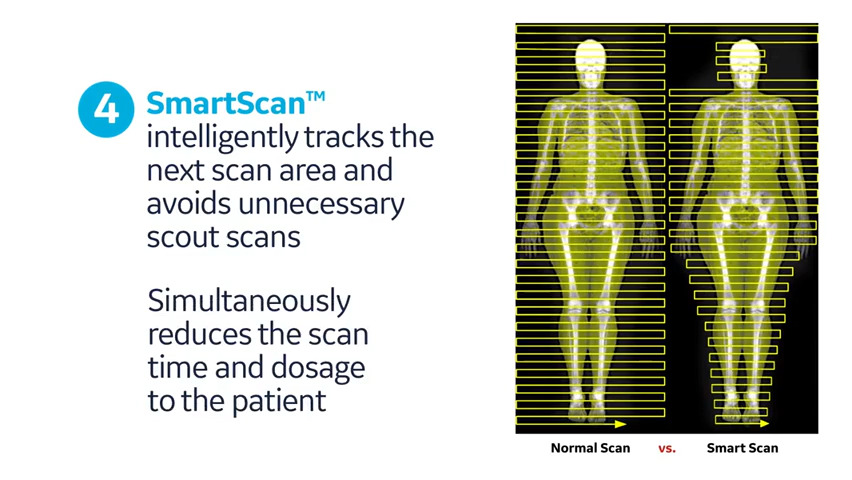 4
SmartScan™
intelligently tracks the
next scan area and
avoids unnecessary
scout scans
Simultaneously
reduces the scan
time and dosage
to the patient
Normal Scan vs. Smart Scan